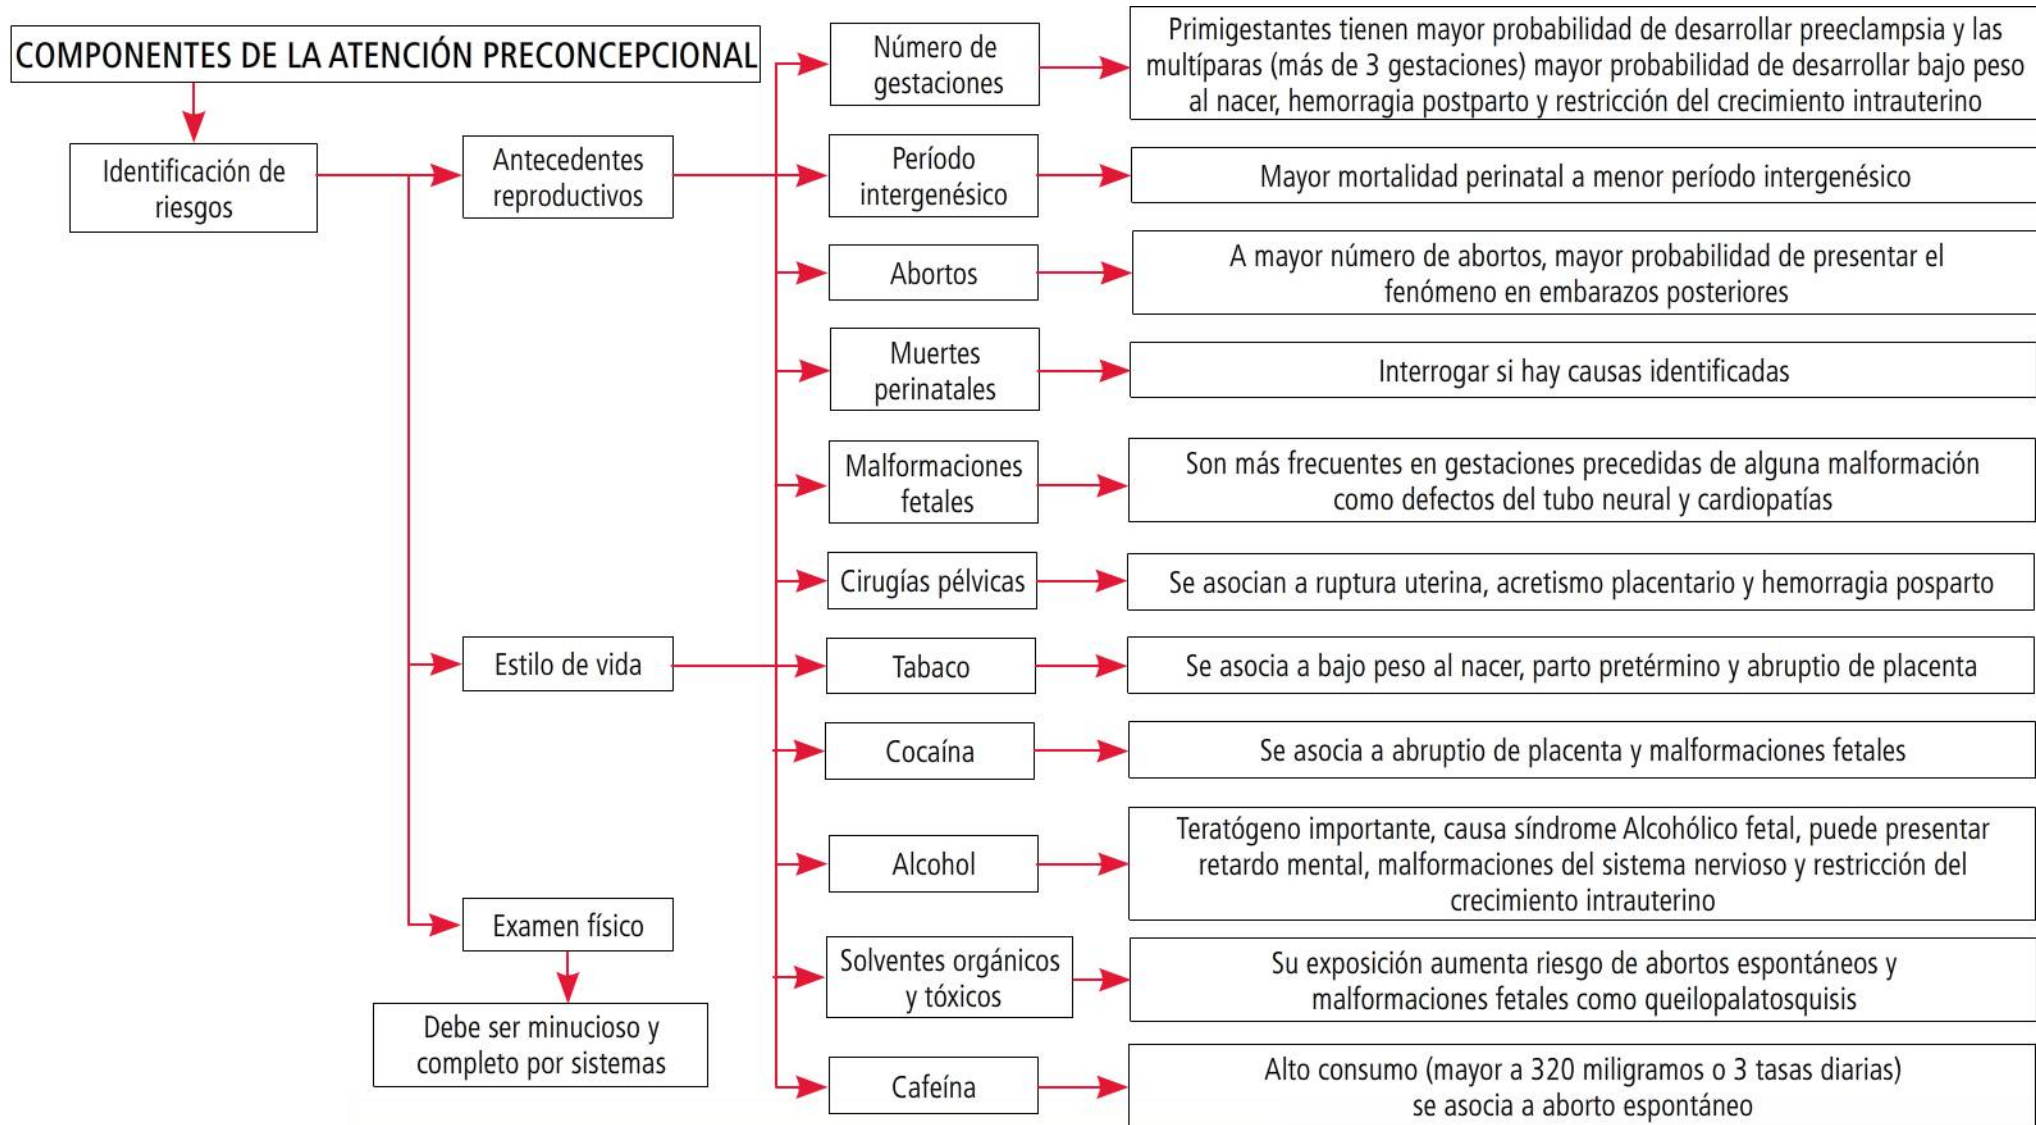 COMPONENTES DE LA ATENCIÓN PRECONCEPCIONAL
Identificación de
riesgos
Antecedentes
reproductivos
Número de
gestaciones
Primigestantes tienen mayor probabilidad de desarrollar preeclampsia y las
multíparas (más de 3 gestaciones) mayor probabilidad de desarrollar bajo peso
al nacer, hemorragia postparto y restricción del crecimiento intrauterino
Período
intergenésico
Mayor mortalidad perinatal a menor período intergenésico
Abortos
A mayor número de abortos, mayor probabilidad de presentar el
fenómeno en embarazos posteriores
Muertes
perinatales
Interrogar si hay causas identificadas
Malformaciones
fetales
Son más frecuentes en gestaciones precedidas de alguna malformación
como defectos del tubo neural y cardiopatías
Cirugías pélvicas
Se asocian a ruptura uterina, acretismo placentario y hemorragia posparto
Estilo de vida
Tabaco
Se asocia a bajo peso al nacer, parto pretérmino y abruptio de placenta
Cocaína
Se asocia a abruptio de placenta y malformaciones fetales
Alcohol
Teratógeno importante, causa síndrome Alcohólico fetal, puede presentar
retardo mental, malformaciones del sistema nervioso y restricción del
crecimiento intrauterino
Solventes orgánicos
y tóxicos
Su exposición aumenta riesgo de abortos espontáneos y
malformaciones fetales como queilopalatosquisis
Cafeína
Alto consumo (mayor a 320 miligramos o 3 tasas diarias)
se asocia a aborto espontáneo
Examen físico
Debe ser minucioso y
completo por sistemas